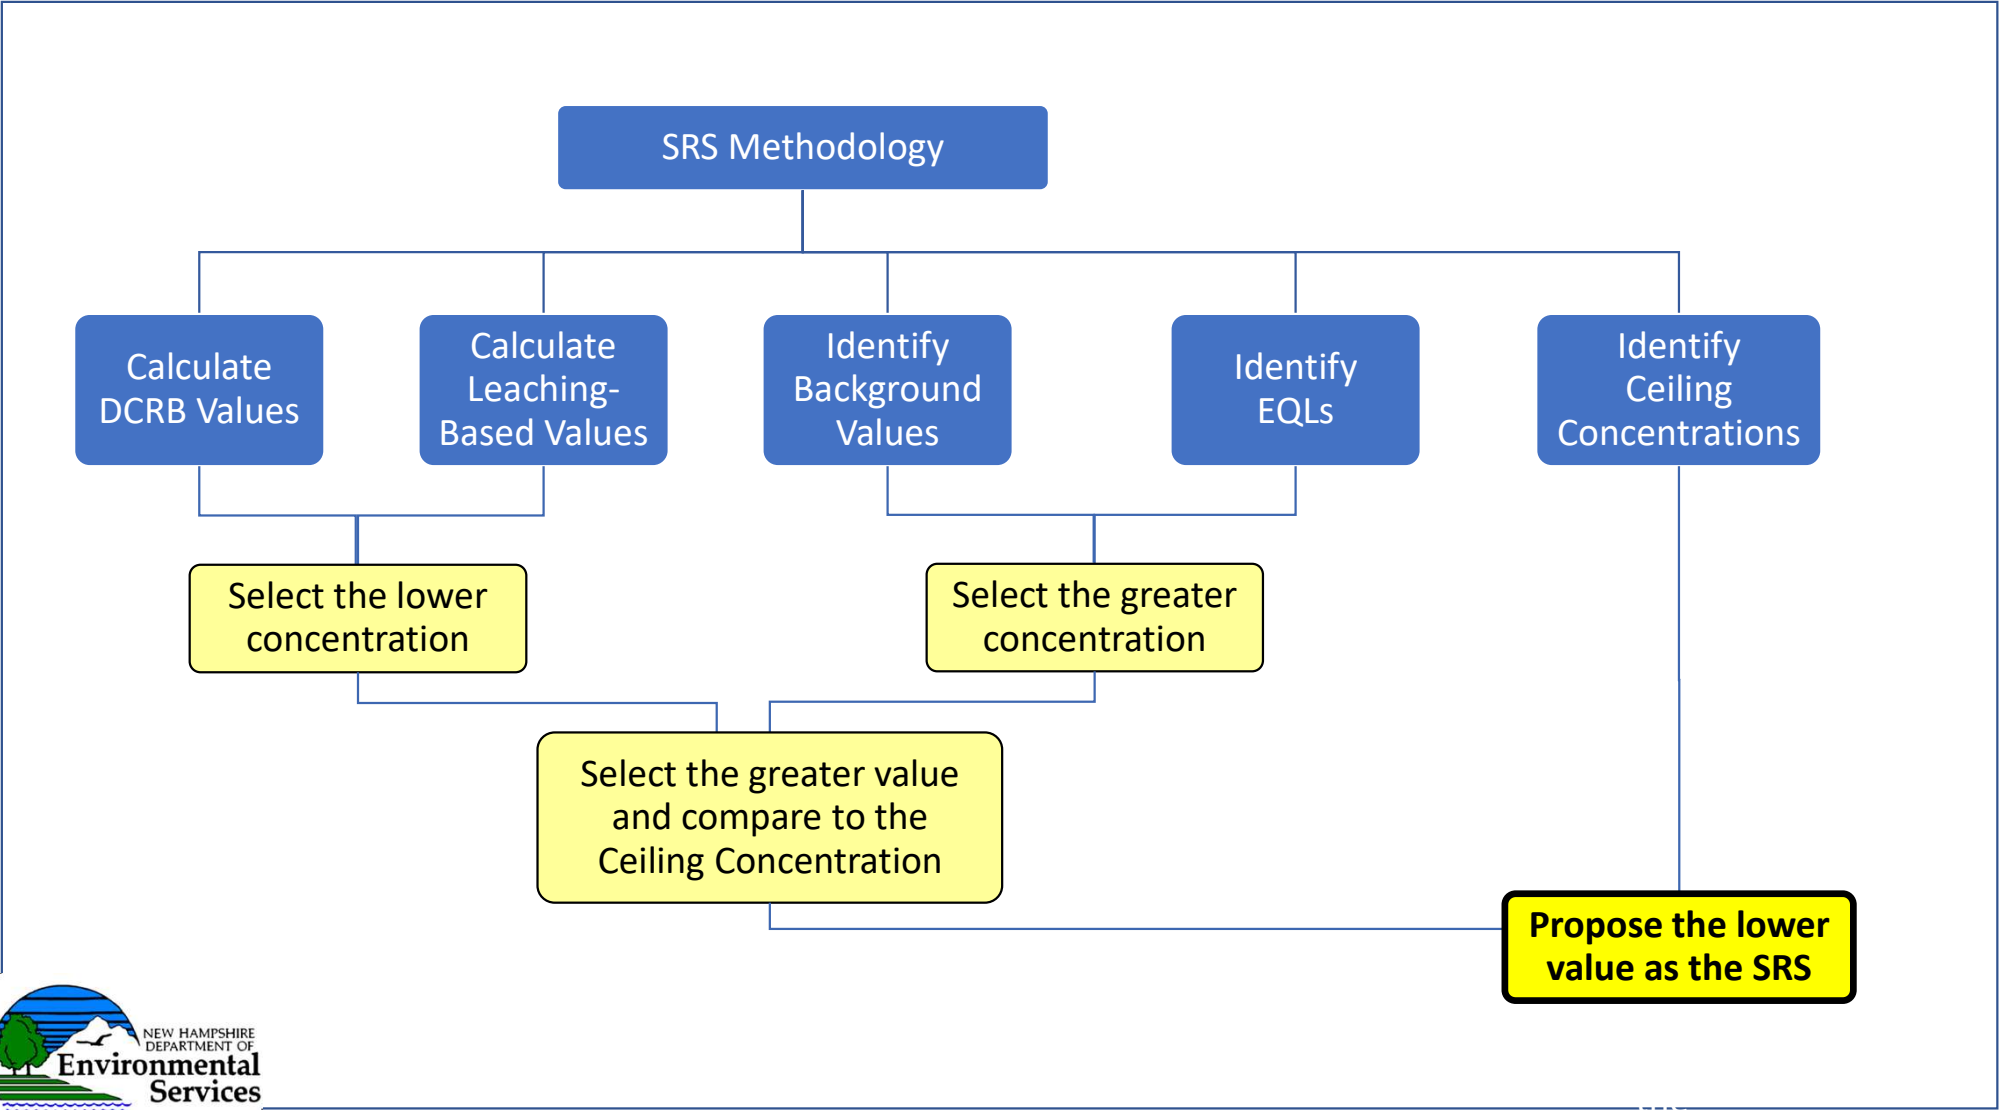 SRS Methodology
Calculate
DCRB Values
Calculate
Leaching-
Based Values
Identify
Background
Values
Identify
EQLs
Identify
Ceiling
Concentrations
Select the lower
concentration
Select the greater
concentration
Select the greater value
and compare to the
Ceiling Concentration
Propose the lower
value as the SRS
NEW HAMPSHIRE
DEPARTMENT OF
Environmental
Services